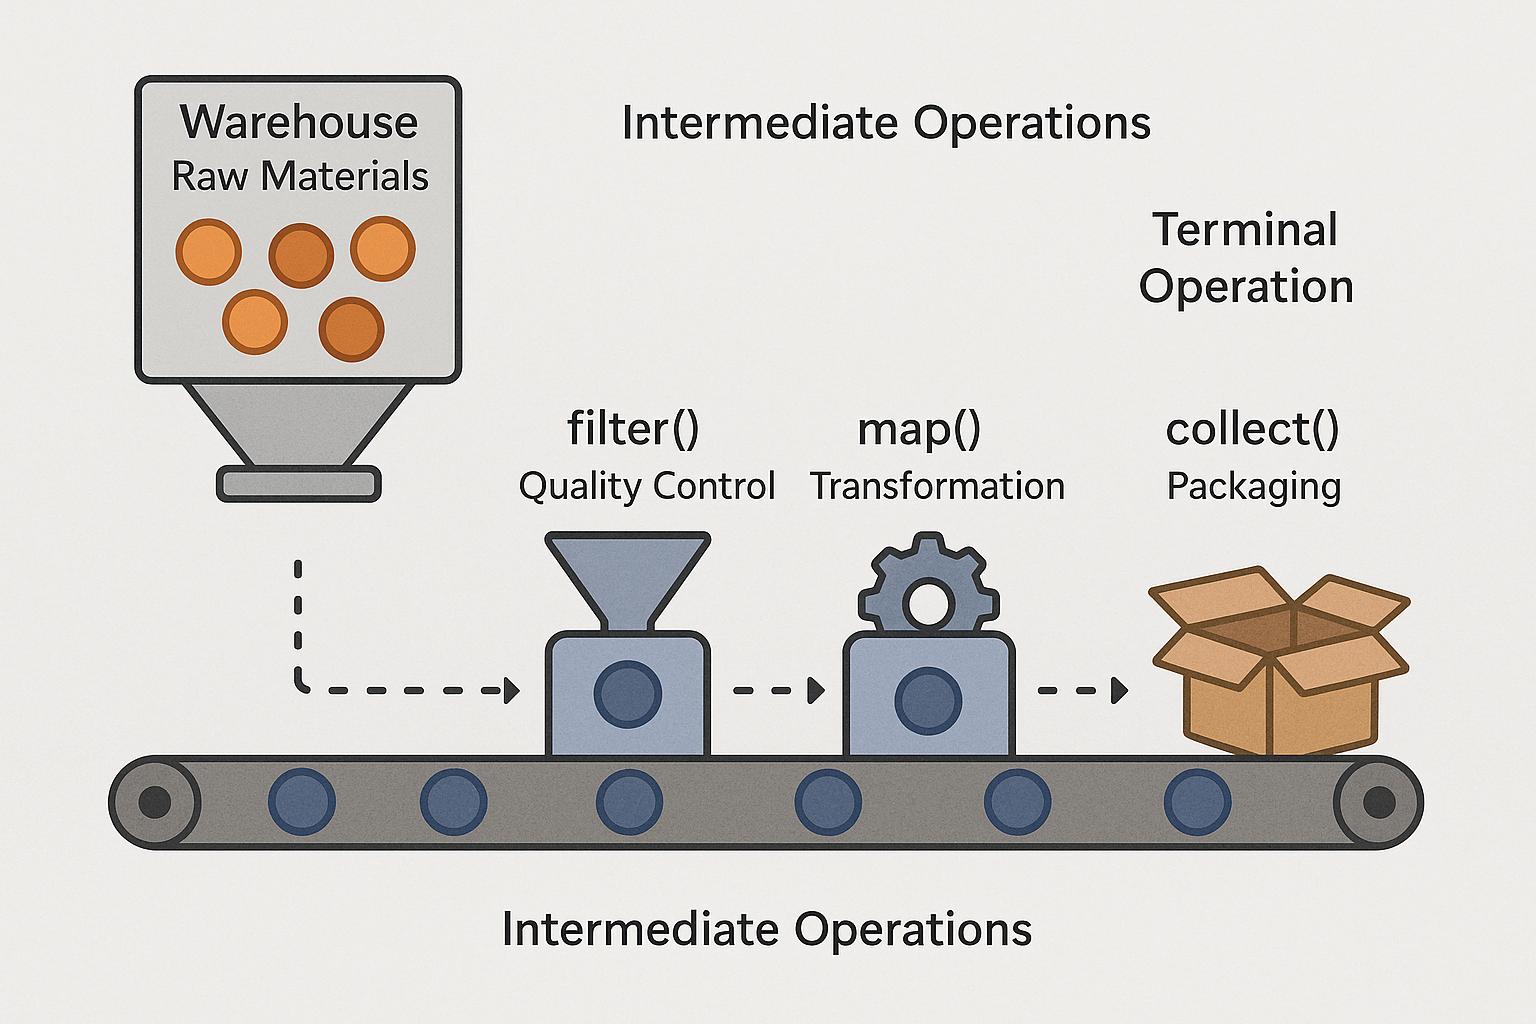 Warehouse
Raw Materials
Intermediate Operations
Terminal
Operation
filter()
Quality Control
map()
Transformation
collect()
Packaging
Intermediate Operations